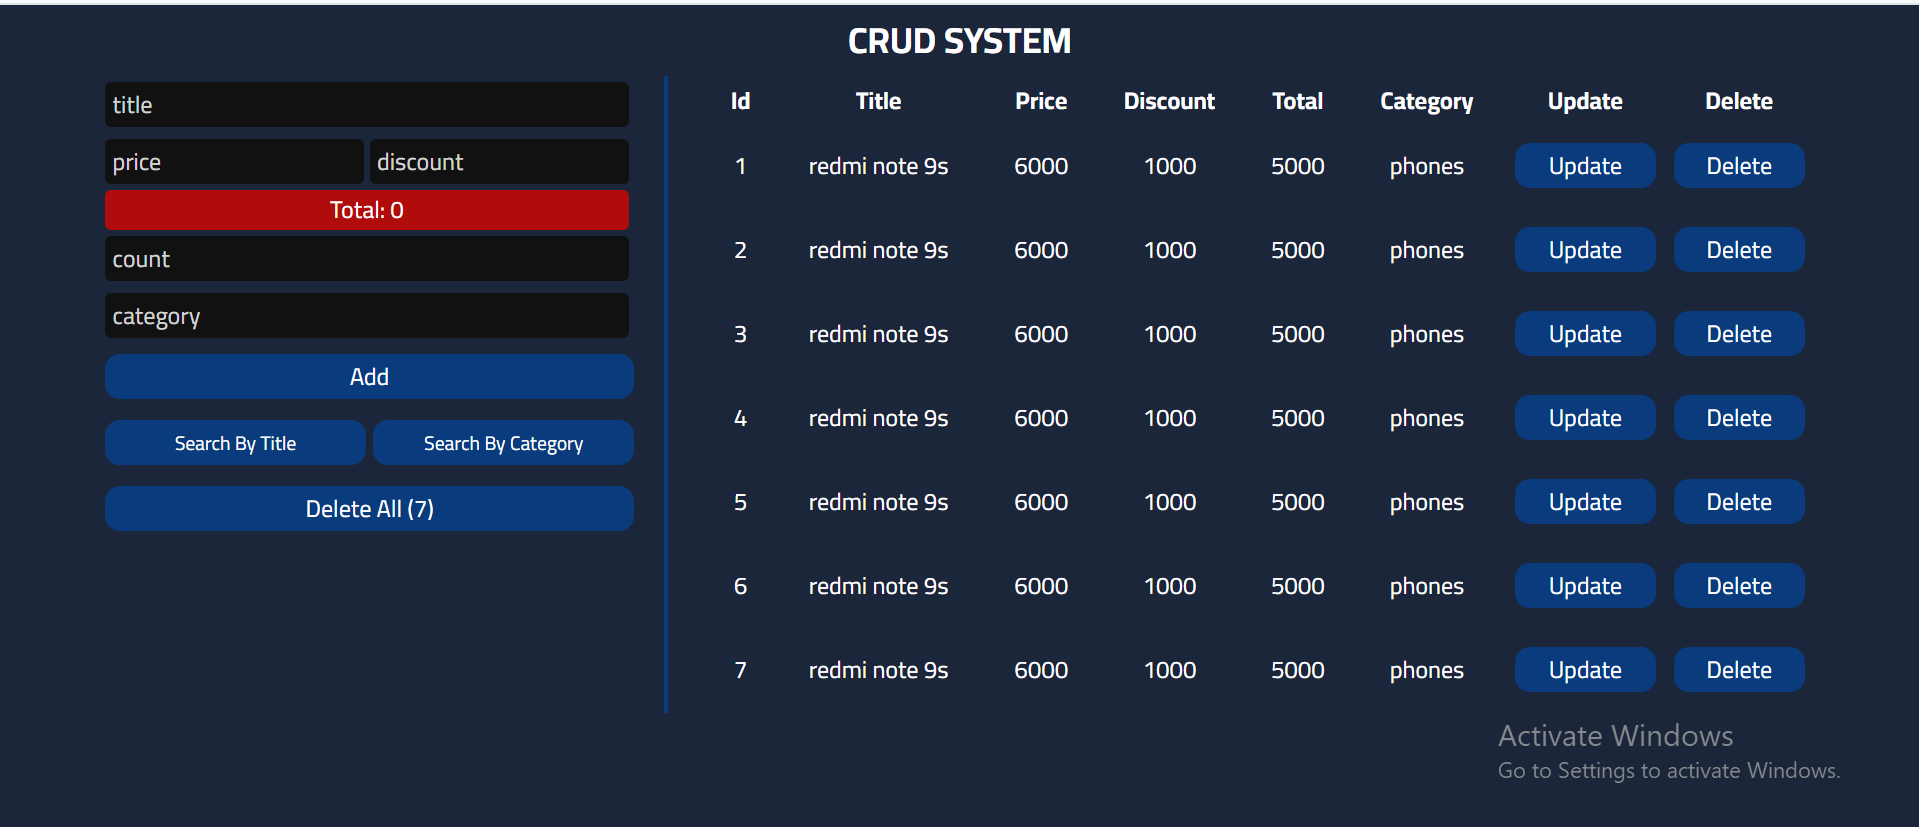 CRUD SYSTEM
title
price discount
Total: 0
count
category
Add
Search By Title Search By Category
Delete All (7)
Id Title Price Discount Total Category Update Delete
1 redmi note 9s 6000 1000 5000 phones Update Delete
2 redmi note 9s 6000 1000 5000 phones Update Delete
3 redmi note 9s 6000 1000 5000 phones Update Delete
4 redmi note 9s 6000 1000 5000 phones Update Delete
5 redmi note 9s 6000 1000 5000 phones Update Delete
6 redmi note 9s 6000 1000 5000 phones Update Delete
7 redmi note 9s 6000 1000 5000 phones Update Delete
Activate Windows
Go to Settings to activate Windows.